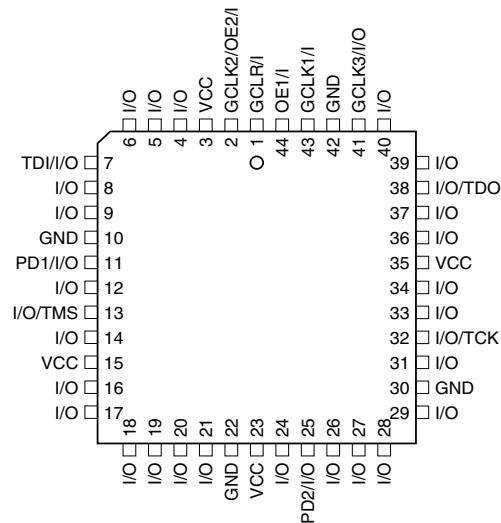 I/O I/O I/O VCC GCLK2/OE2/I GCLR/I OE1/I GCLK1/I GND GCLK3/I/O I/O
6 5 4 3 2 1 44 43 42 41 40
TDI/I/O 7 39 I/O
I/O 8 38 I/O/TDO
I/O 9 37 I/O
GND 10 36 I/O
PD1/I/O 11 35 VCC
I/O 12 34 I/O
I/O/TMS 13 33 I/O
I/O 14 32 I/O/TCK
VCC 15 31 I/O
I/O 16 30 GND
I/O 17 29 I/O
18 19 20 21 22 23 24 25 26 27 28
I/O I/O I/O I/O GND VCC I/O PD2/I/O I/O I/O I/O